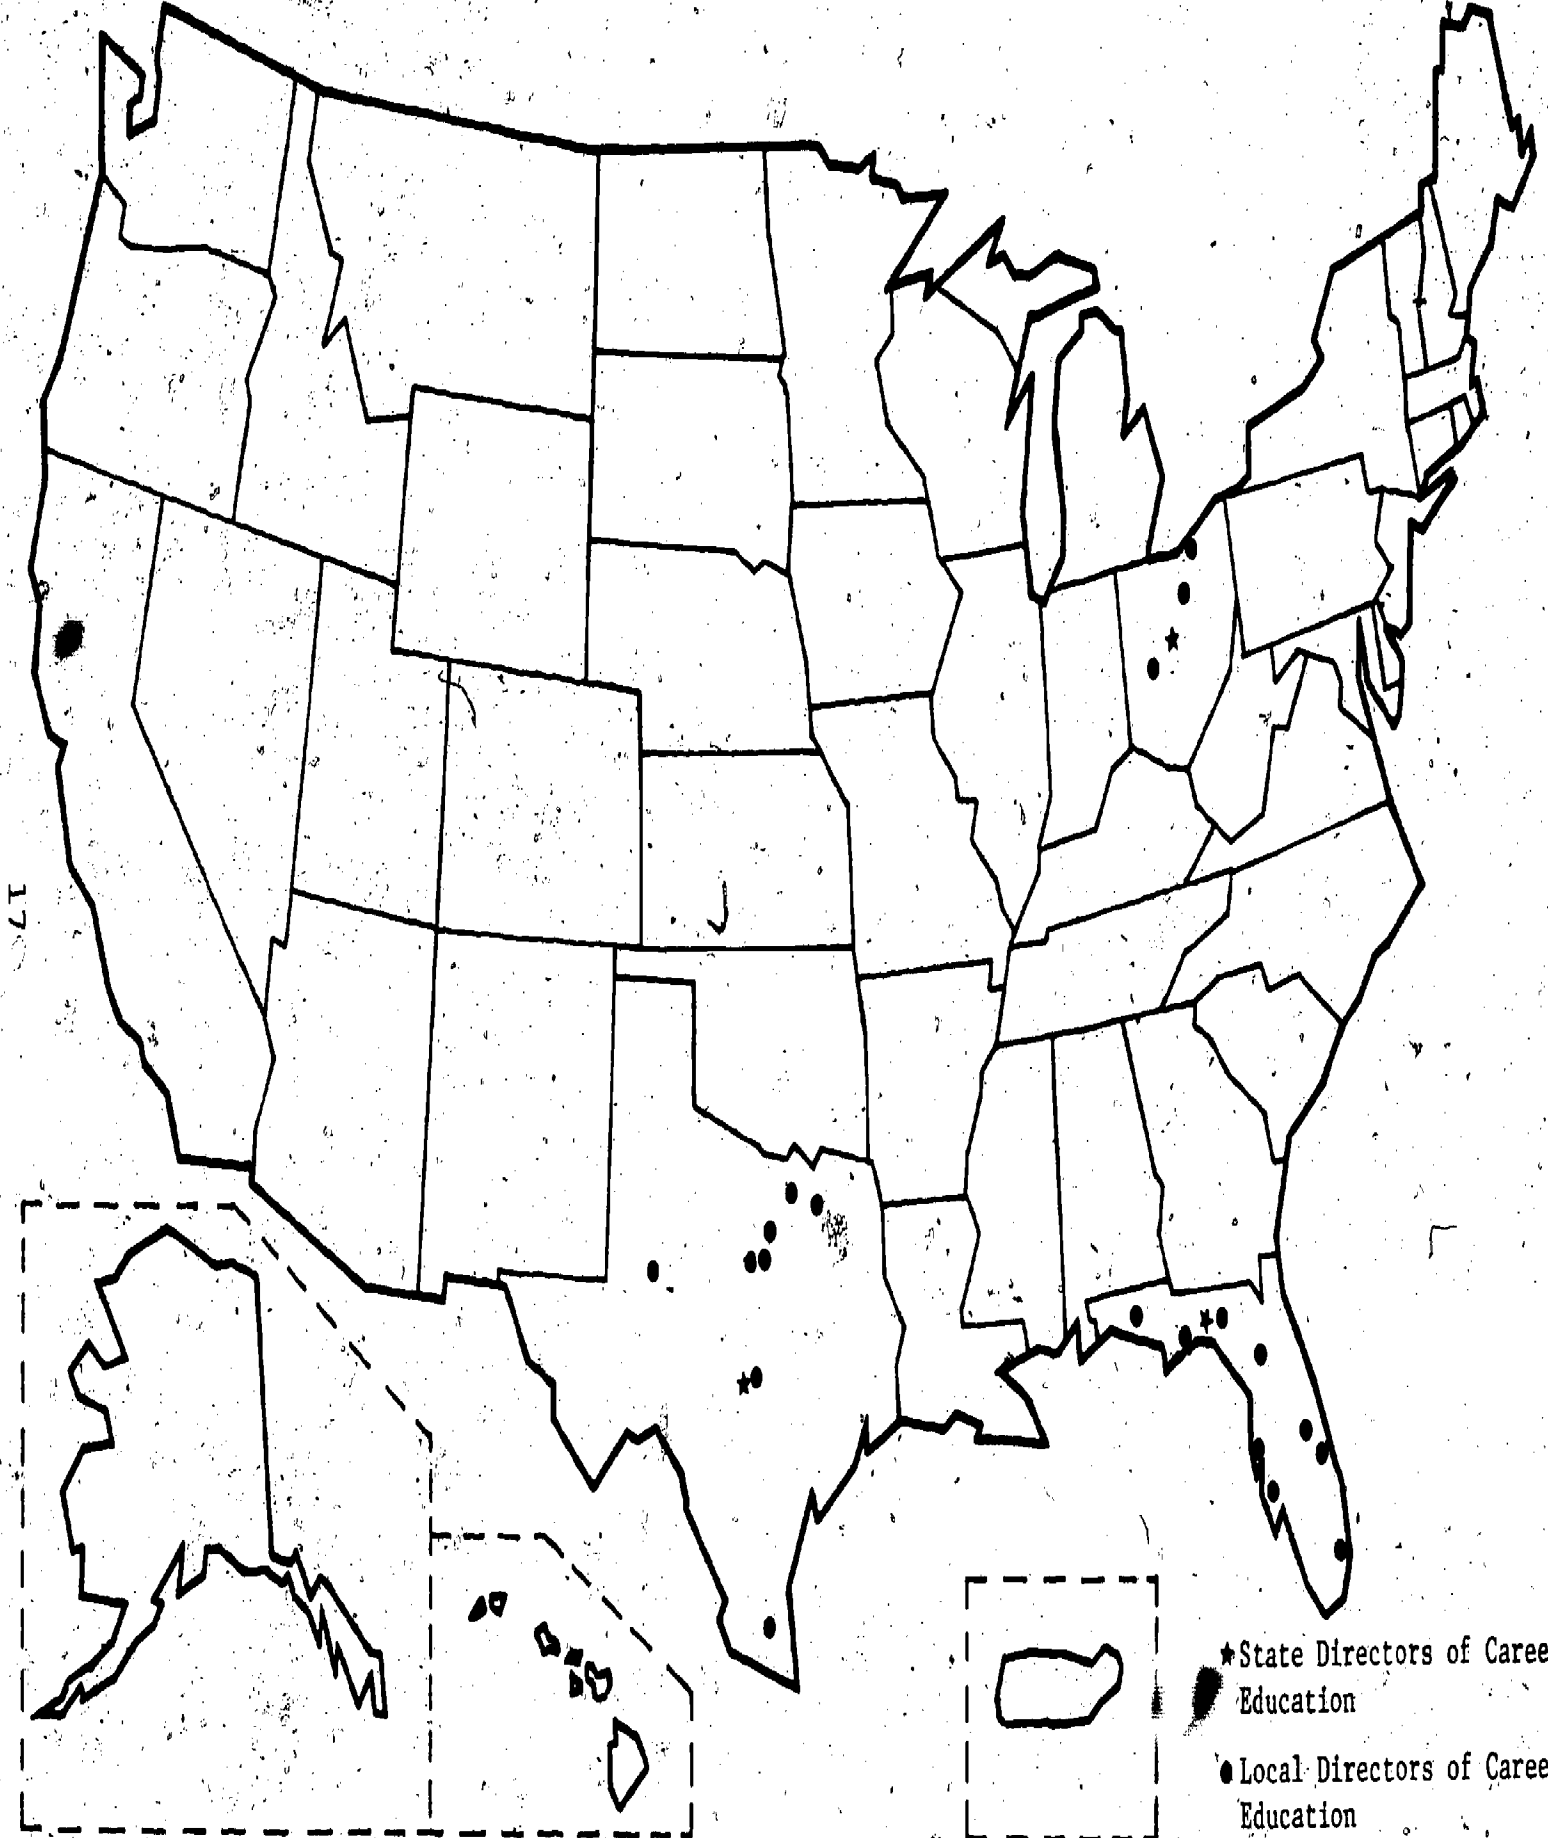 17
★State Directors of Caree
Education
●Local Directors of Caree
Education